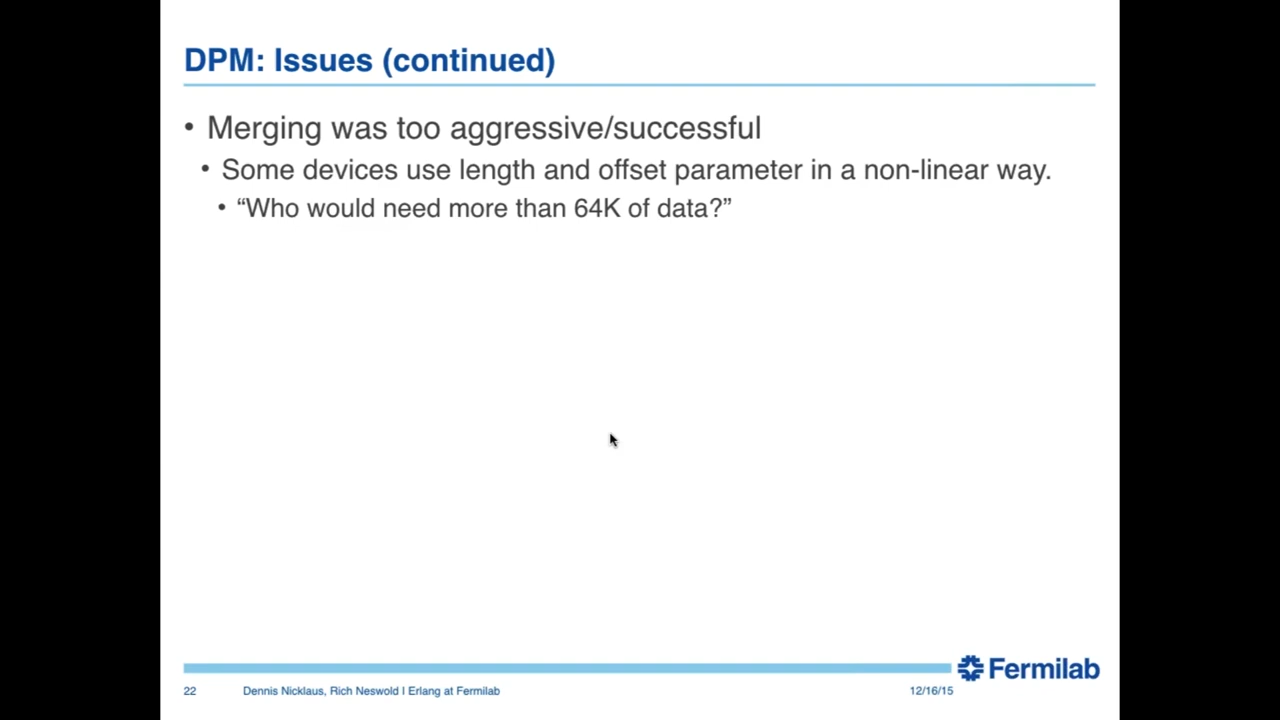 DPM: Issues (continued)
• Merging was too aggressive/successful
• Some devices use length and offset parameter in a non-linear way.
• “Who would need more than 64K of data?”
Fermilab
22 Dennis Nicklaus, Rich Neswold I Erlang at Fermilab 12/16/15